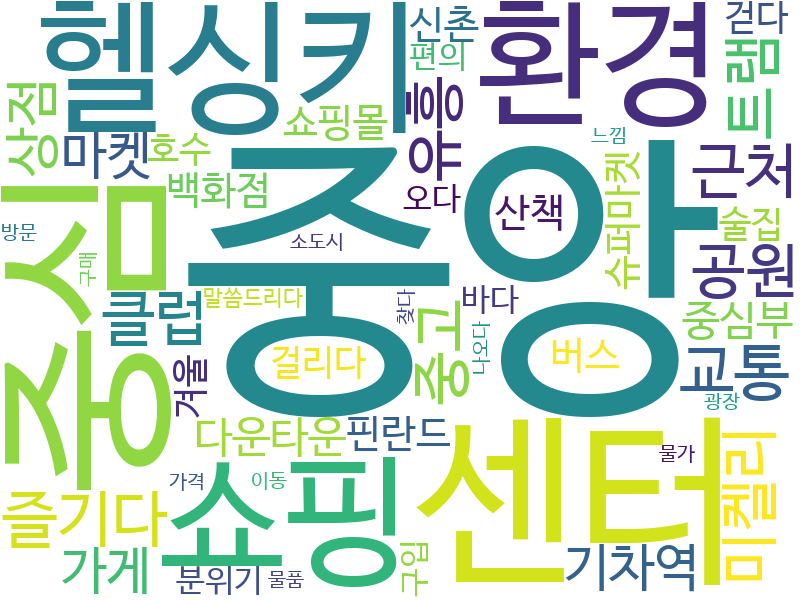 헬싱키
환경
신촌
편의
걷다
트램
유흥
쇼핑몰
상점
마켓
호수
백화점
느낌
근처
슈퍼마켓
오다
산책
술집
공원
중앙
중심
방문
구매
소도시
말씀드리다
바다
찾다
나오다
중고
클럽
걸리다
버스
중심부
교통
겨울
광장
다운타운
핀란드
센터
물가
미켈리
쇼핑
즐기다
가격
이동
가게
분위기
물품
구입
기차역